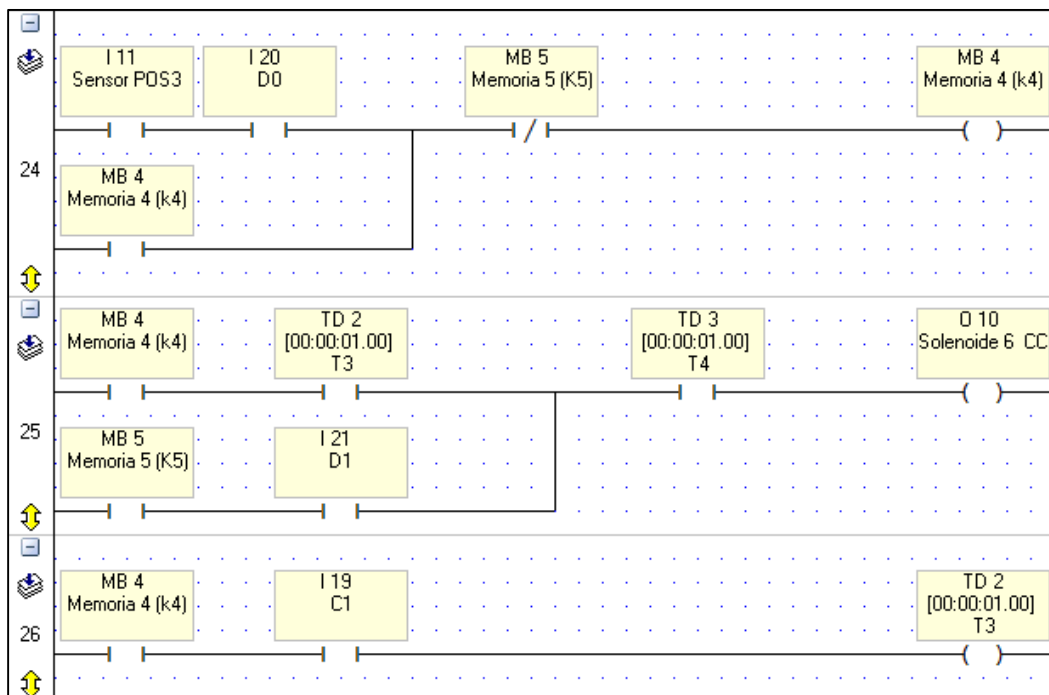 I 11
Sensor POS3
I 20
D0
MB 5
Memoria 5 (K5)
MB 4
Memoria 4 (k4)
24
MB 4
Memoria 4 (k4)
MB 4
Memoria 4 (k4)
TD 2
[00:00:01.00]
T3
TD 3
[00:00:01.00]
T4
O 10
Solenoide 6 CC
25
MB 5
Memoria 5 (K5)
I 21
D1
MB 4
Memoria 4 (k4)
I 19
C1
TD 2
[00:00:01.00]
T3
26